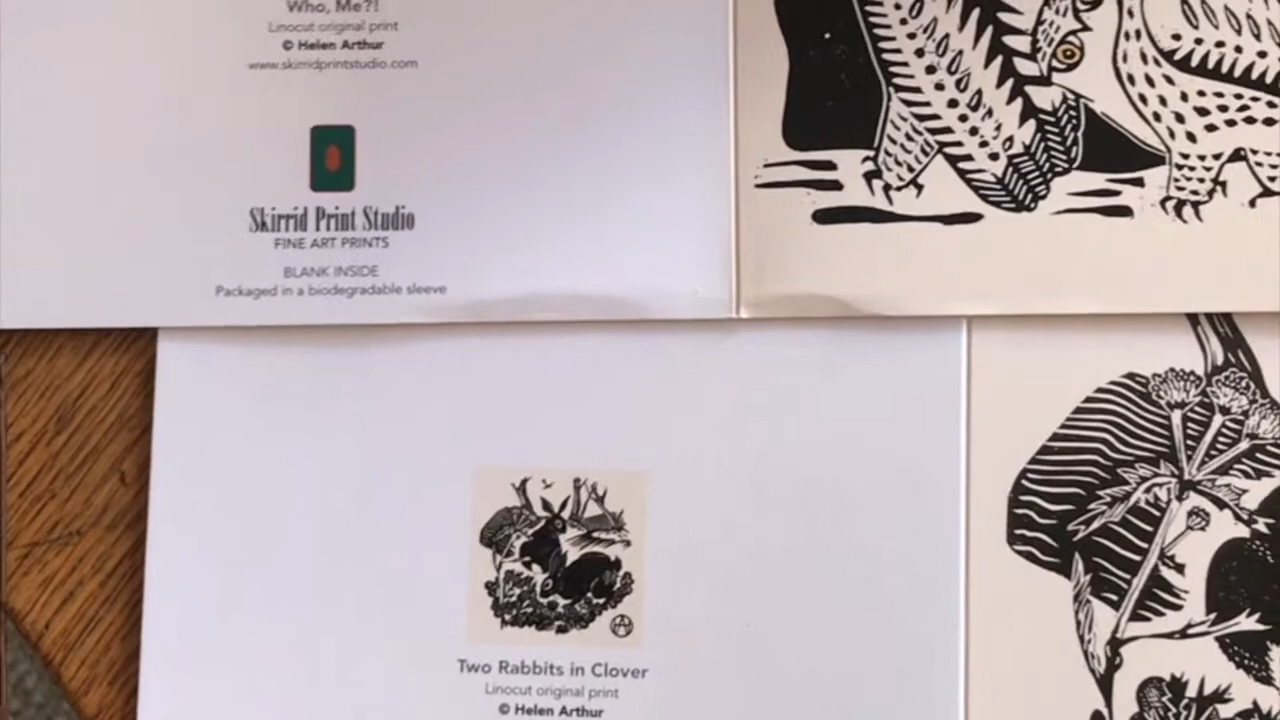 Who, Me?!
Linocut original print
© Helen Arthur
www.skirridprintstudio.com
Skirrid Print Studio
FINE ART PRINTS
BLANK INSIDE
Packaged in a biodegradable sleeve
Two Rabbits in Clover
Linocut original print
© Helen Arthur